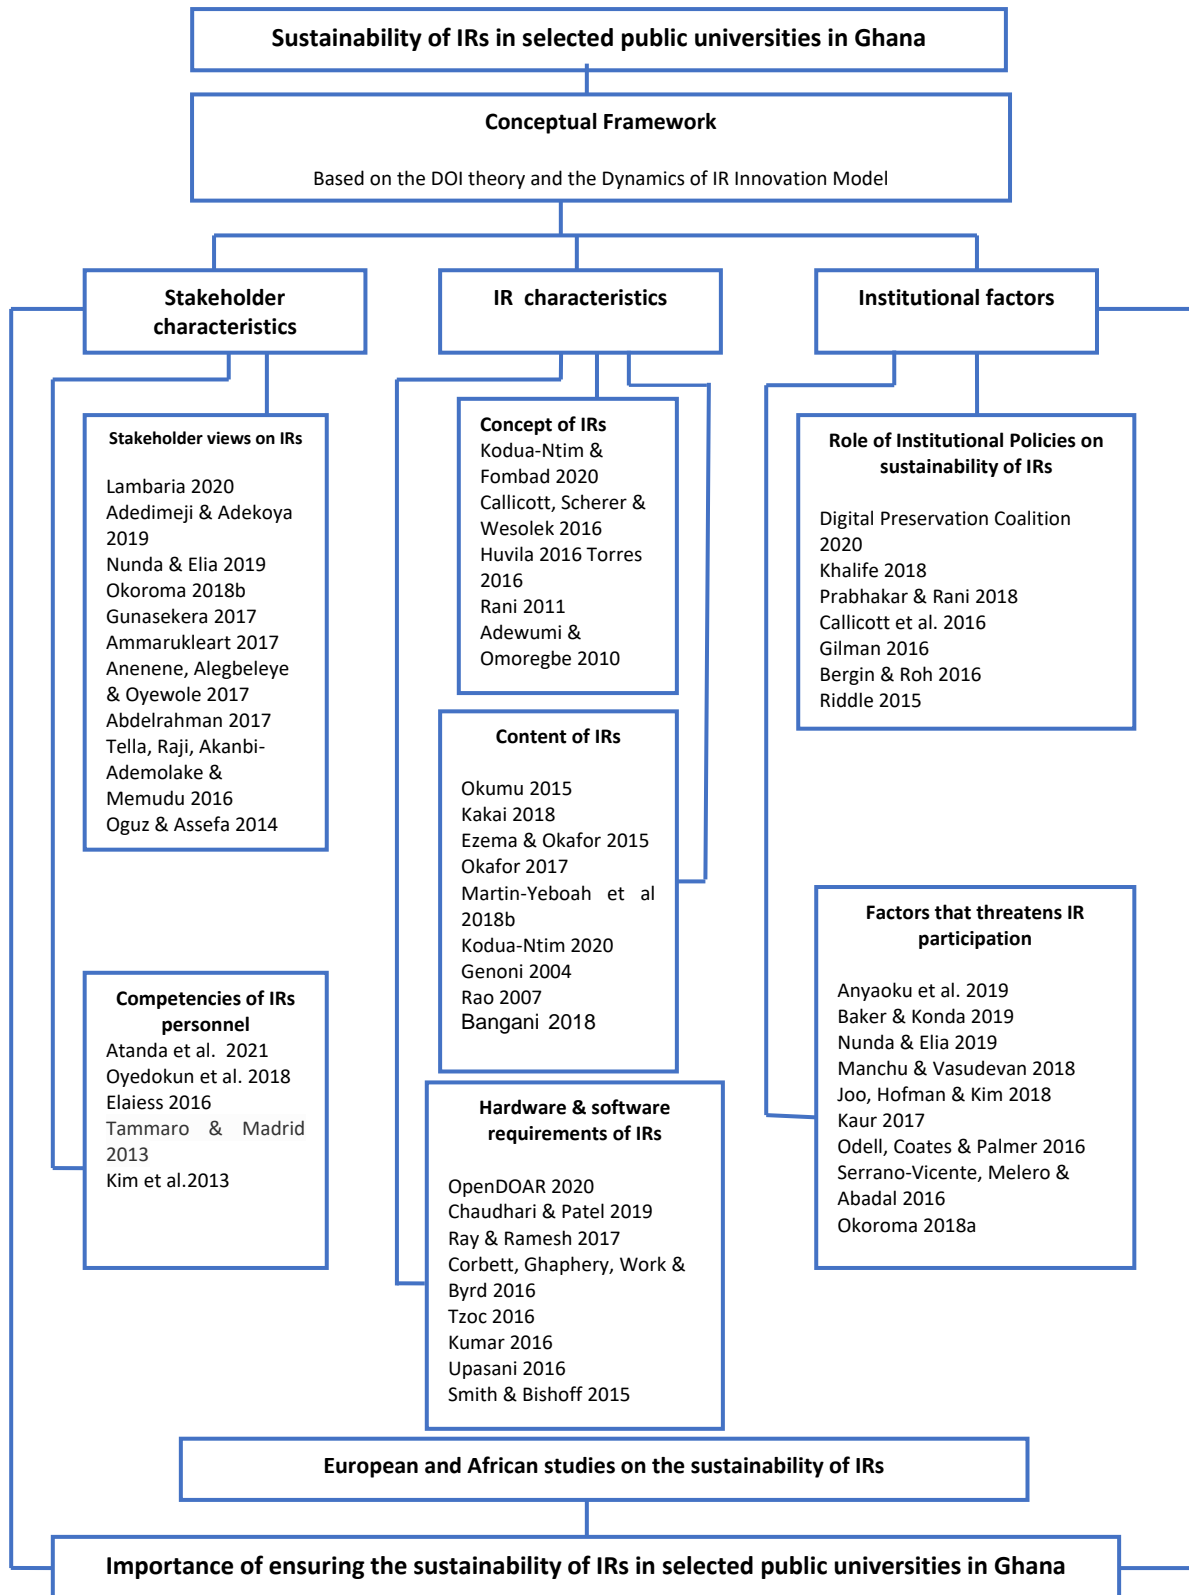 Sustainability of IRs in selected public universities in Ghana
Conceptual Framework
Based on the DOI theory and the Dynamics of IR Innovation Model
Stakeholder
characteristics
IR characteristics
Institutional factors
Stakeholder views on IRs
Lambaria 2020
Adedimeji & Adekoya
2019
Nunda & Elia 2019
Okoroma 2018b
Gunasekera 2017
Ammarukleart 2017
Anenene, Alegbeleye
& Oyewole 2017
Abdelrahman 2017
Tella, Raji, Akanbi-
Ademolake &
Memudu 2016
Oguz & Assefa 2014
Competencies of IRs
personnel
Atanda et al. 2021
Oyedokun et al. 2018
Elaiess 2016
Tammaro & Madrid
2013
Kim et al.2013
Concept of IRs
Kodua-Ntim &
Fombad 2020
Callicott, Scherer &
Wesolek 2016
Huvila 2016 Torres
2016
Rani 2011
Adewumi &
Omoregbe 2010
Content of IRs
Okumu 2015
Kakai 2018
Ezema & Okafor 2015
Okafor 2017
Martin-Yeboah et al
2018b
Kodua-Ntim 2020
Genoni 2004
Rao 2007
Bangani 2018
Hardware & software
requirements of IRs
OpenDOAR 2020
Chaudhari & Patel 2019
Ray & Ramesh 2017
Corbett, Ghaphery, Work &
Byrd 2016
Tzoc 2016
Kumar 2016
Upasani 2016
Smith & Bishoff 2015
Role of Institutional Policies on
sustainability of IRs
Digital Preservation Coalition
2020
Khalife 2018
Prabhakar & Rani 2018
Callicott et al. 2016
Gilman 2016
Bergin & Roh 2016
Riddle 2015
Factors that threatens IR
participation
Anyaoku et al. 2019
Baker & Konda 2019
Nunda & Elia 2019
Manchu & Vasudevan 2018
Joo, Hofman & Kim 2018
Kaur 2017
Odell, Coates & Palmer 2016
Serrano-Vicente, Melero &
Abadal 2016
Okoroma 2018a
European and African studies on the sustainability of IRs
Importance of ensuring the sustainability of IRs in selected public universities in Ghana